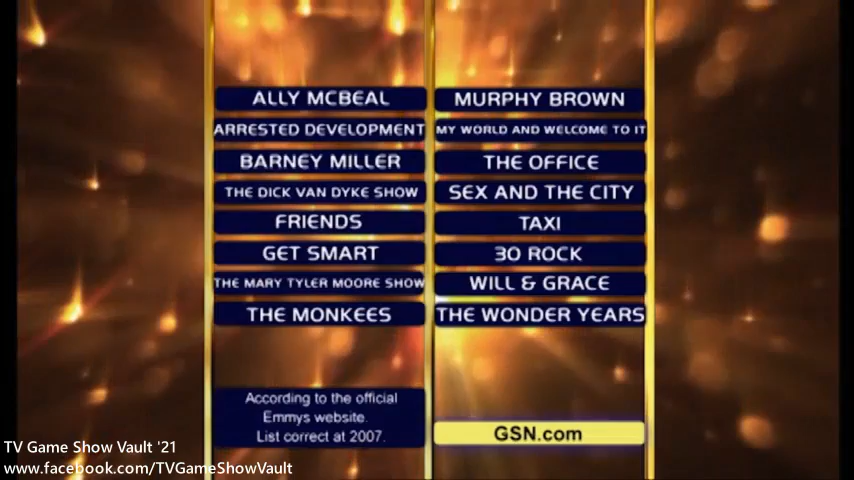 ALLY MCBEAL
ARRESTED DEVELOPMENT
BARNEY MILLER
THE DICK VAN DYKE SHOW
FRIENDS
GET SMART
THE MARY TYLER MOORE SHOW
THE MONKEES
MURPHY BROWN
MY WORLD AND WELCOME TO IT
THE OFFICE
SEX AND THE CITY
TAXI
30 ROCK
WILL & GRACE
THE WONDER YEARS
According to the official
Emmys website.
List correct at 2007.
GSN.com
TV Game Show Vault '21
www.facebook.com/TVGameShowVault